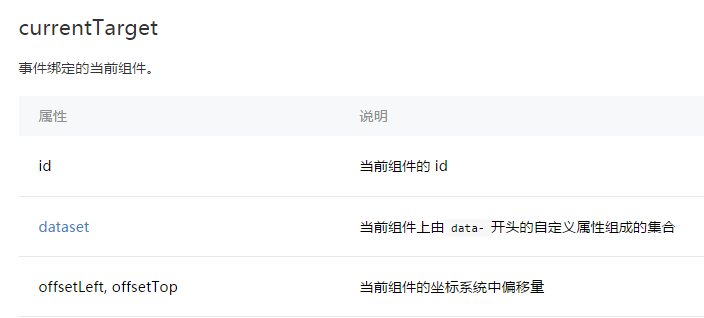 currentTarget
事件绑定的当前组件。
属性 说明
id 当前组件的 id
dataset 当前组件上由 data- 开头的自定义属性组成的集合
offsetLeft, offsetTop 当前组件的坐标系统中偏移量